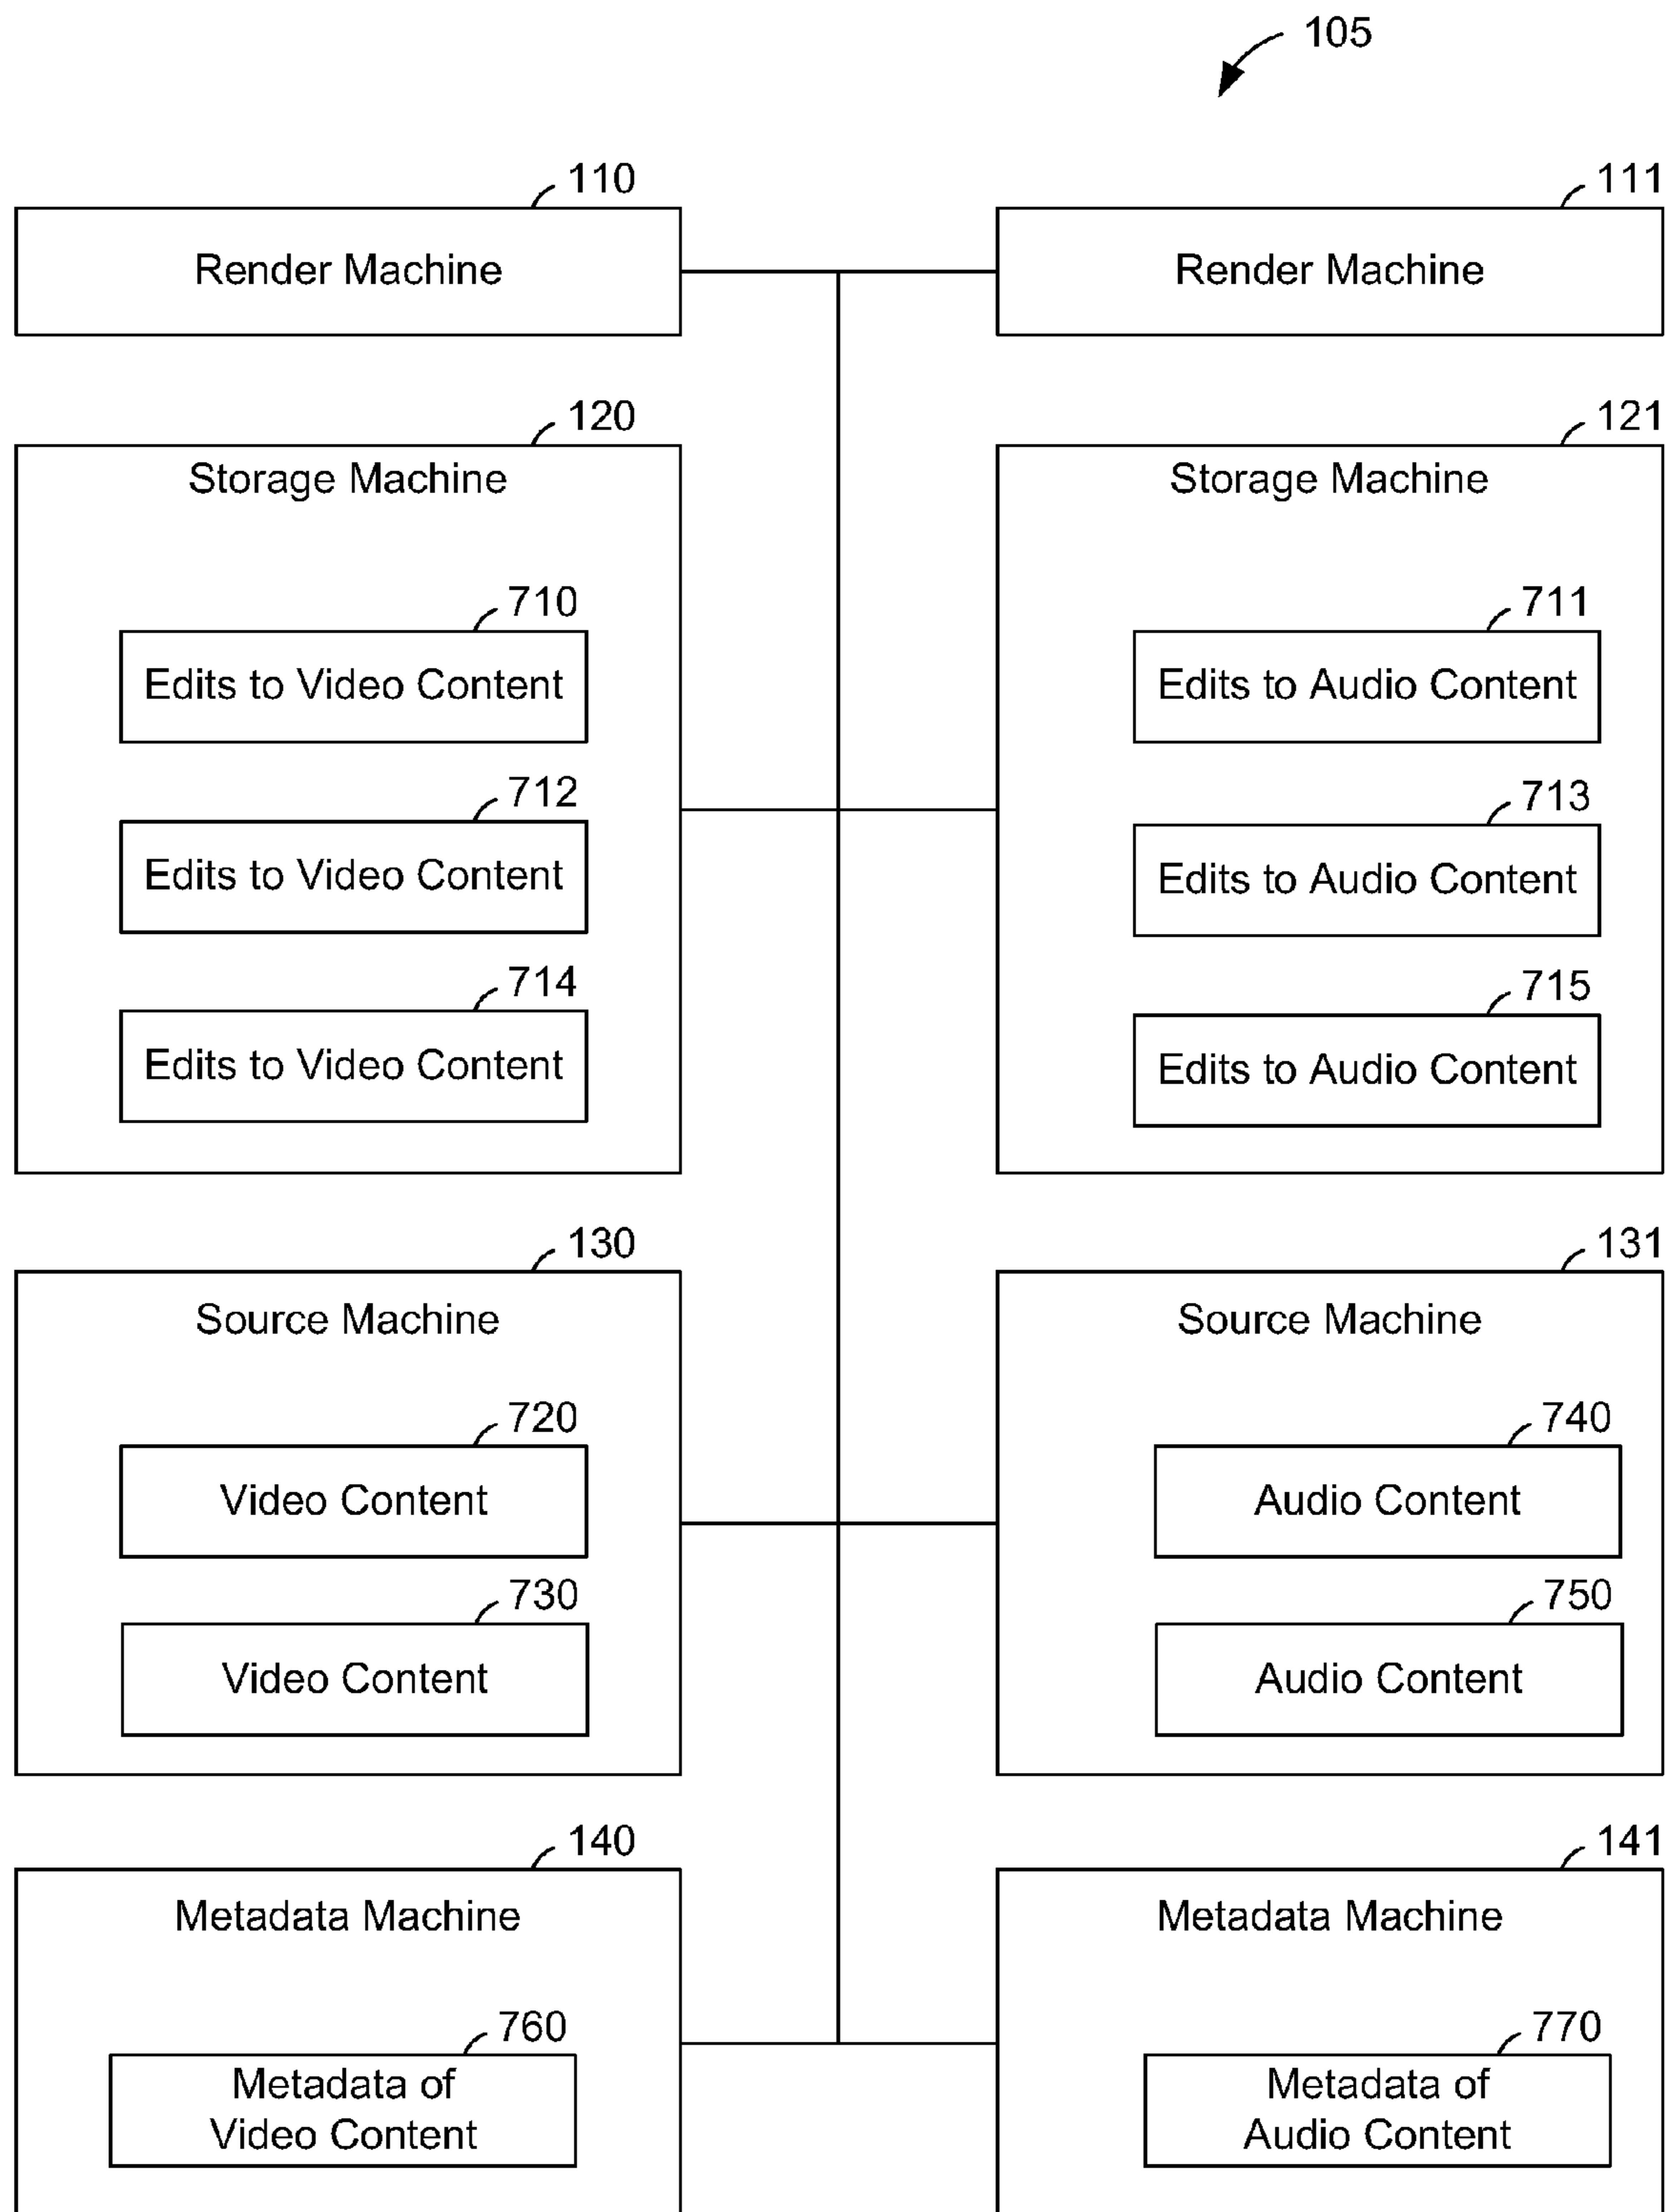 105
110
111
Render Machine
Render Machine
120
121
Storage Machine
Storage Machine
710
711
Edits to Video Content
Edits to Audio Content
712
713
Edits to Video Content
Edits to Audio Content
714
715
Edits to Video Content
Edits to Audio Content
130
131
Source Machine
Source Machine
720
740
Video Content
Audio Content
730
750
Video Content
Audio Content
140
141
Metadata Machine
Metadata Machine
760
770
Metadata of
Video Content
Metadata of
Audio Content